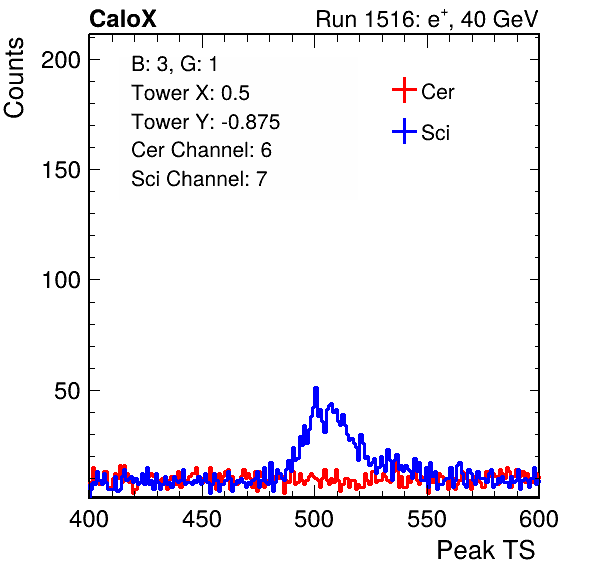 CaloX Run 1516: e⁺, 40 GeV
Counts
B: 3, G: 1
Tower X: 0.5
Tower Y: -0.875
Cer Channel: 6
Sci Channel: 7
Cer
Sci
200
150
100
50
400 450 500 550 600
Peak TS